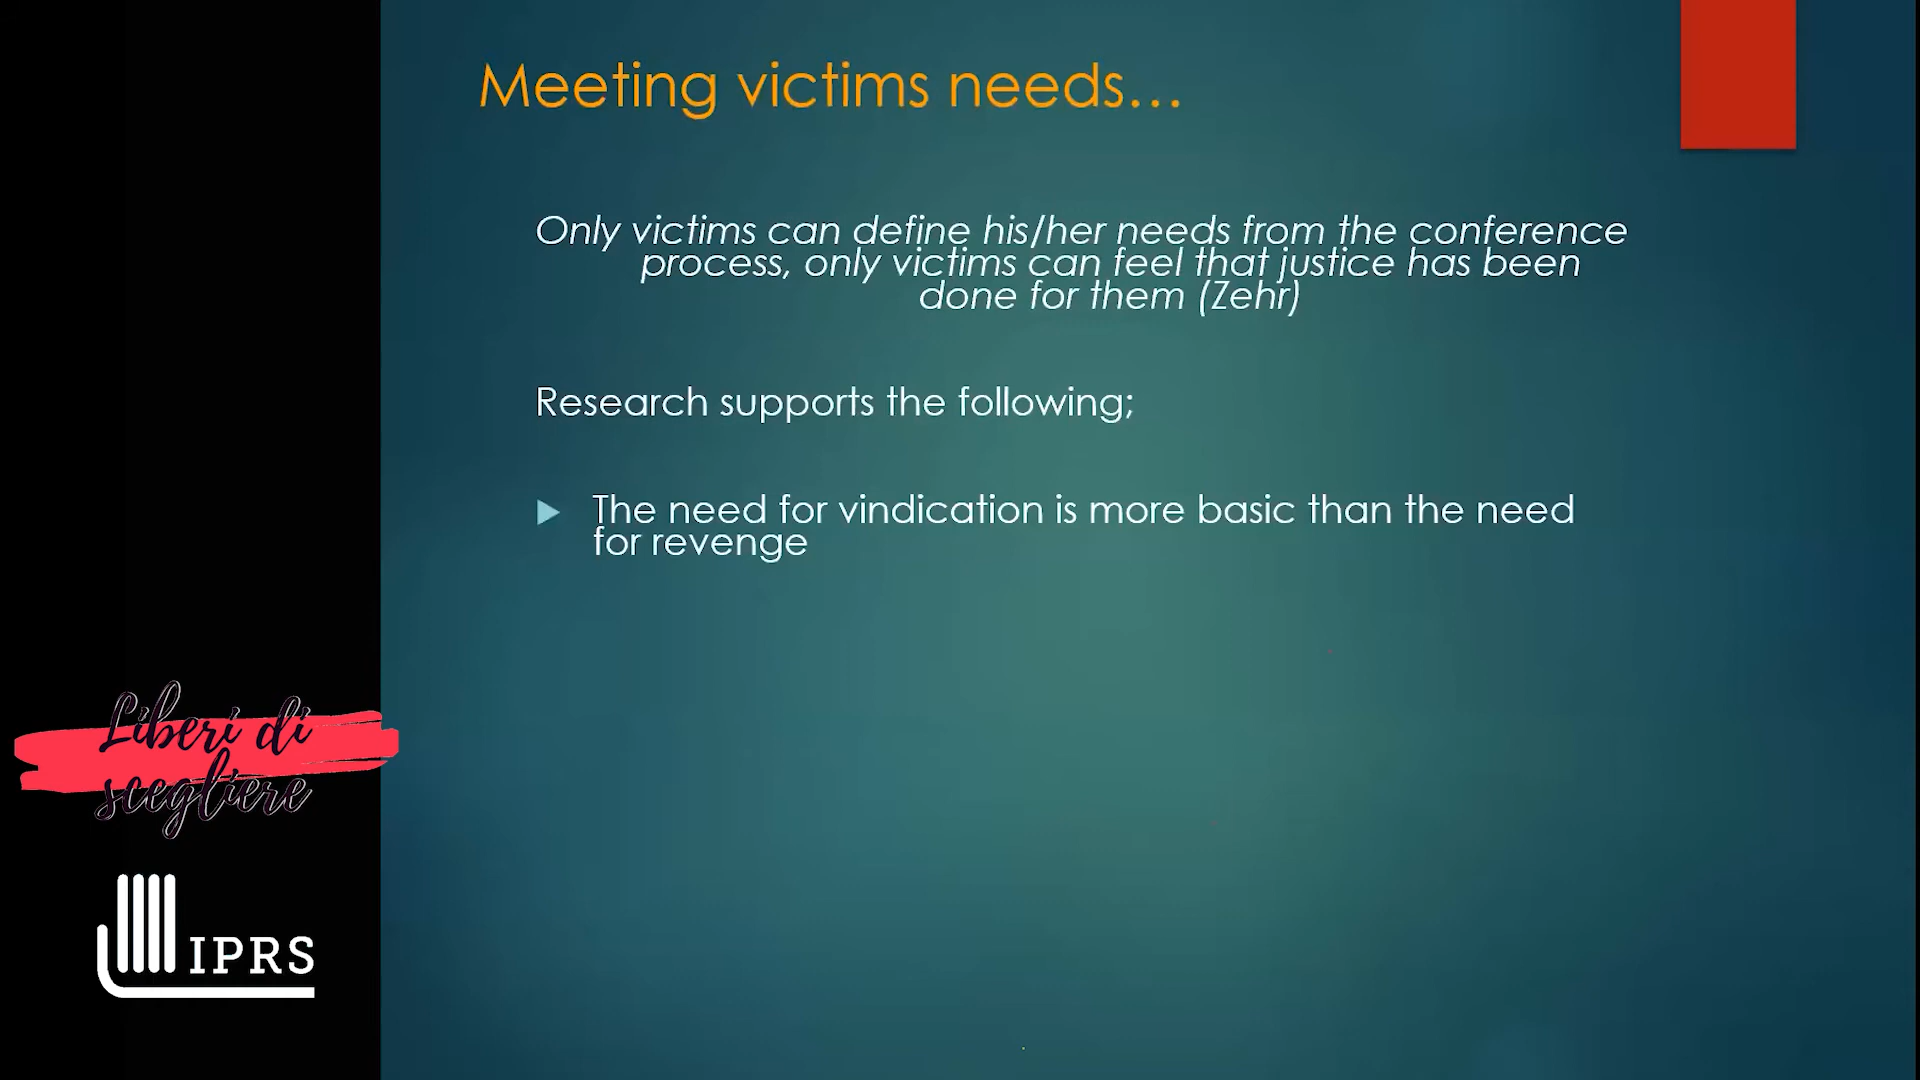 Meeting victims needs...
Only victims can define his/her needs from the conference
process, only victims can feel that justice has been
done for them (Zehr)
Research supports the following;
The need for vindication is more basic than the need
for revenge
Liberi di
scegliere
IPRS